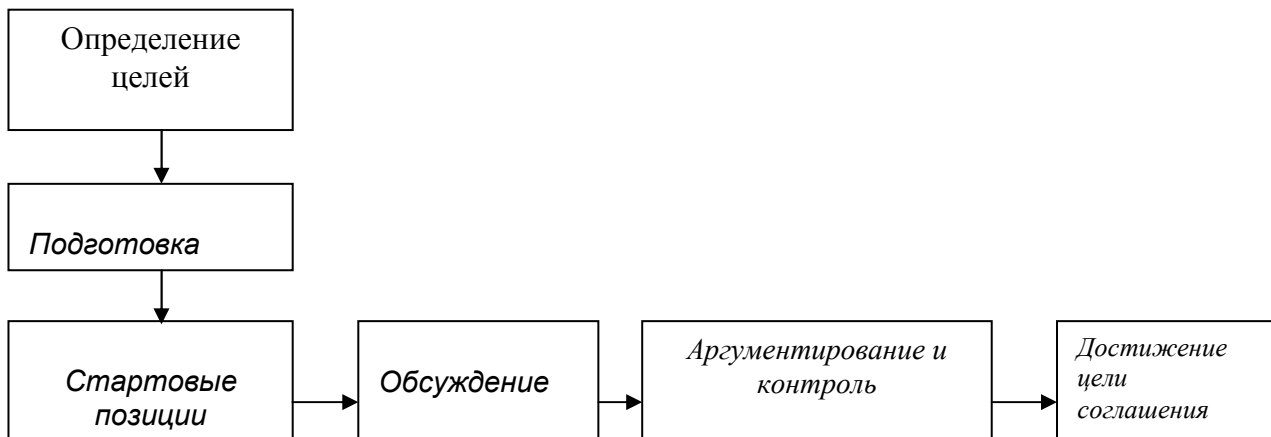 Определение
целей
Подготовка
Стартовые
позиции
Обсуждение
Аргументирование и
контроль
Достижение
цели
соглашения